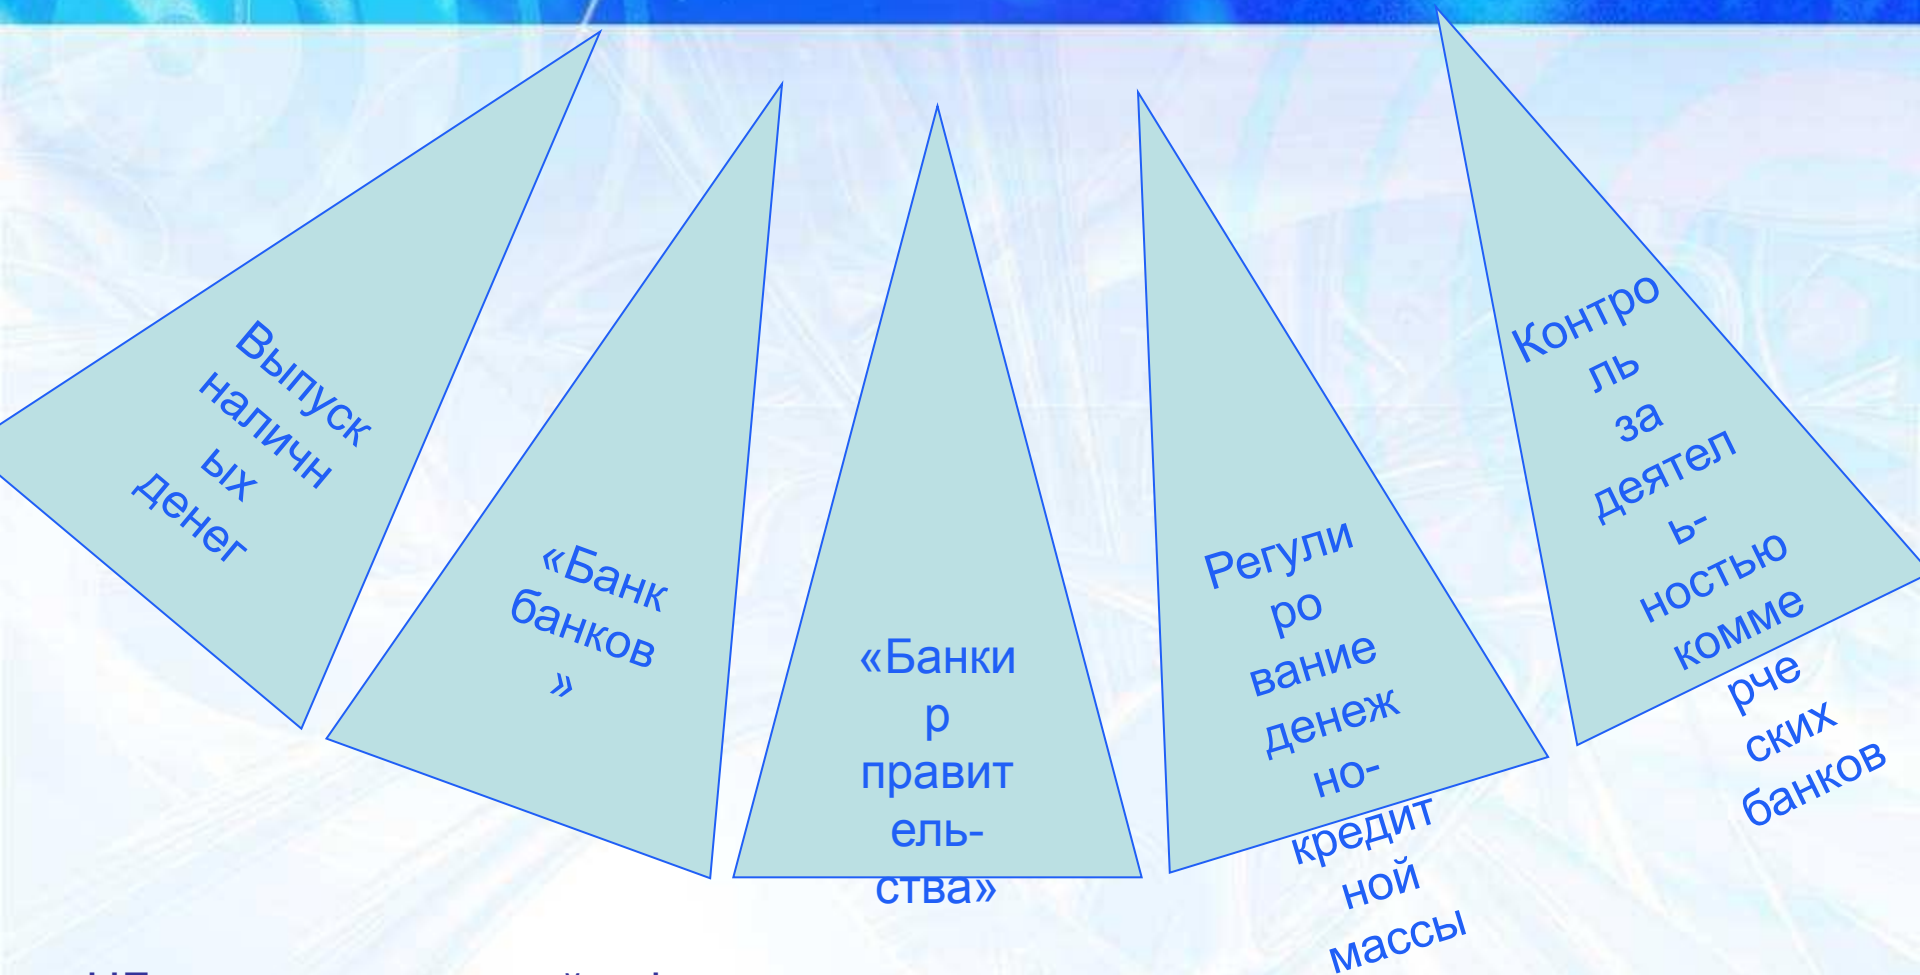 Выпуск
наличн
ых
денег
«Банк
банков
»
«Банки
р
правит
ель-
ства»
Регули
ро
вание
денеж
но-
кредит
ной
массы
Контро
ль
за
деятел
ь-
ностью
комме
рче
ских
банков